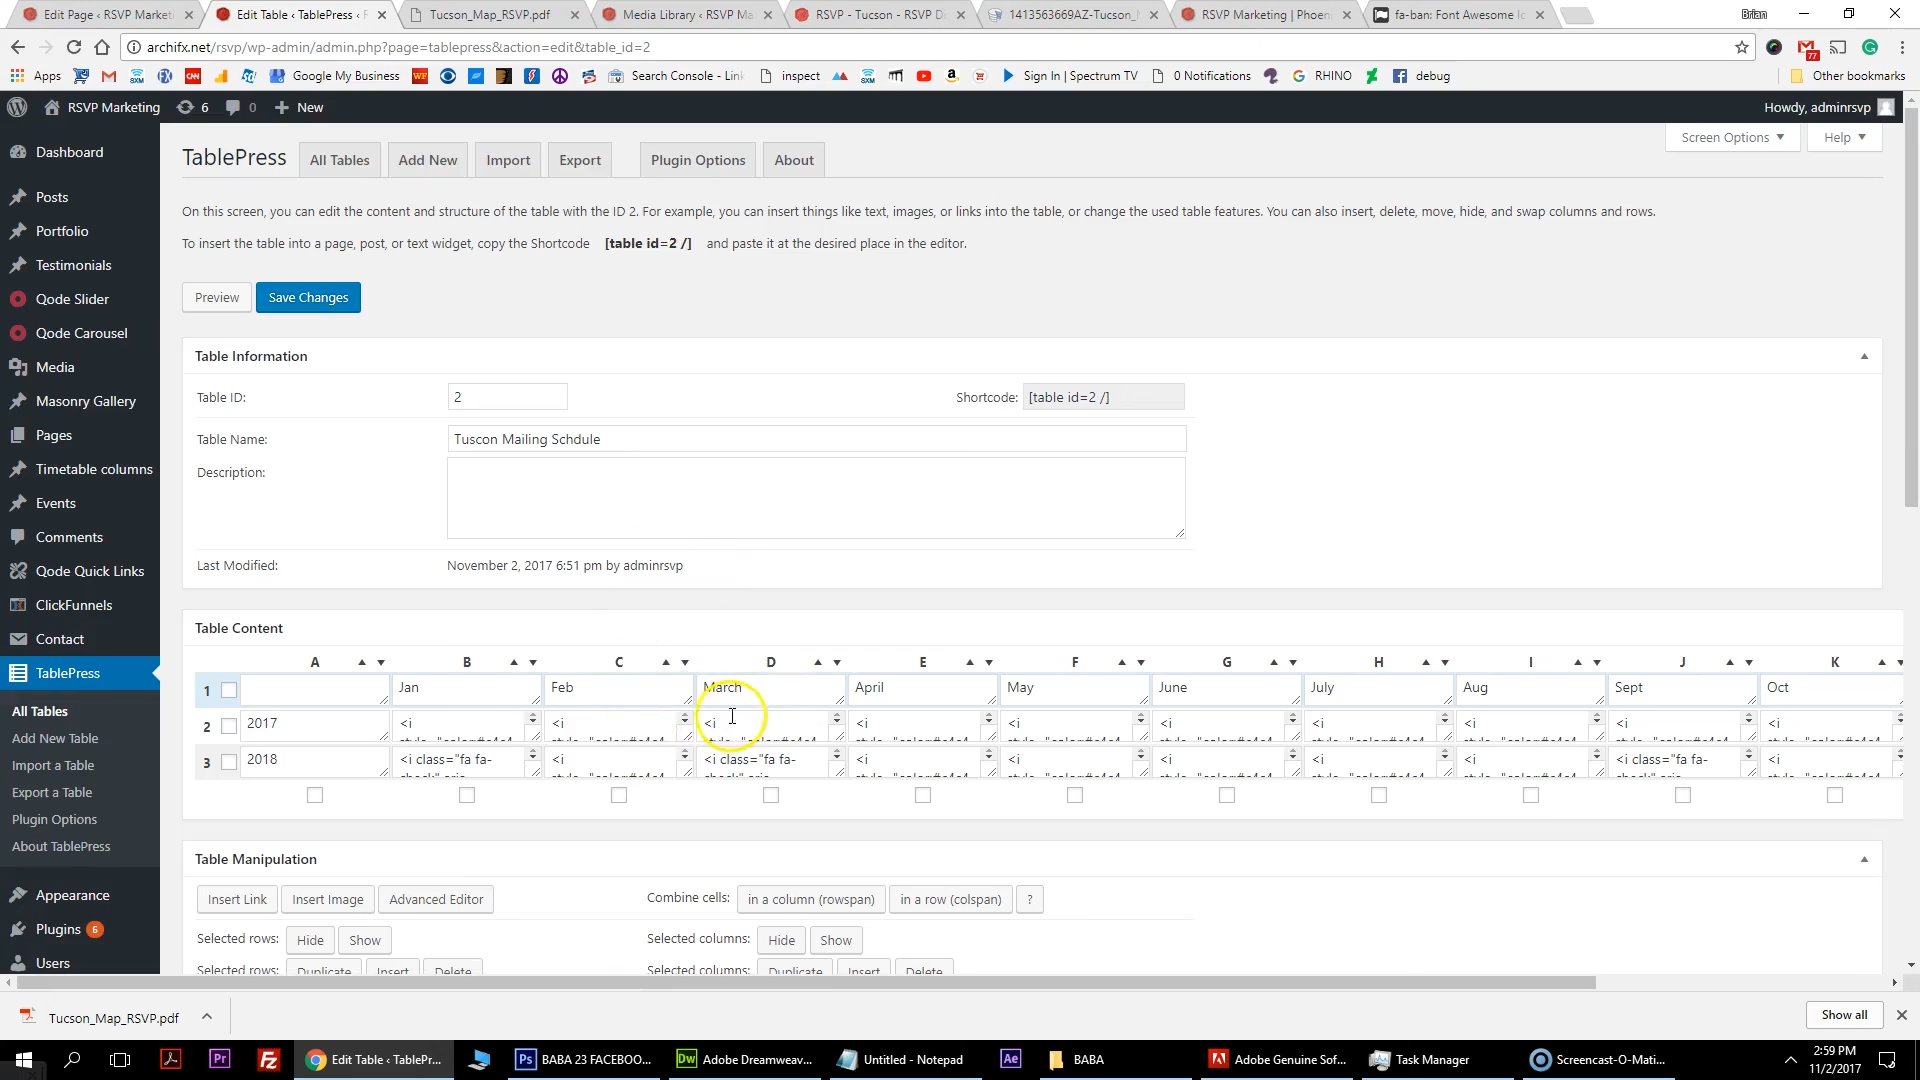 Edit Page ‹ RSVP Market
Edit Table ‹ TablePress ‹ R
Tucson_Map_RSVP.pdf
Media Library ‹ RSVP Ma
RSVP - Tucson - RSVP D
1413563669AZ-Tucson_
RSVP Marketing | Phoen
fa-ban: Font Awesome Ic
Brian
archifx.net/rsvp/wp-admin/admin.php?page=tablepress&action=edit&table_id=2
77
Apps
Google My Business
Search Console - Link
inspect
Sign In | Spectrum TV
0 Notifications
RHINO
debug
Other bookmarks
RSVP Marketing
6
0
New
Howdy, adminrsvp
Dashboard
Posts
Portfolio
Testimonials
Qode Slider
Qode Carousel
Media
Masonry Gallery
Pages
Timetable columns
Events
Comments
Qode Quick Links
ClickFunnels
Contact
TablePress
All Tables
Add New Table
Import a Table
Export a Table
Plugin Options
About TablePress
Appearance
Plugins 6
Users
Screen Options
Help
TablePress
All Tables
Add New
Import
Export
Plugin Options
About
On this screen, you can edit the content and structure of the table with the ID 2. For example, you can insert things like text, images, or links into the table, or change the used table features. You can also insert, delete, move, hide, and swap columns and rows.
To insert the table into a page, post, or text widget, copy the Shortcode [table id=2 /] and paste it at the desired place in the editor.
Preview
Save Changes
Table Information
Table ID:
2
Shortcode:
[table id=2 /]
Table Name:
Tuscon Mailing Schdule
Description:
Last Modified:
November 2, 2017 6:51 pm by adminrsvp
Table Content
A B C D E F G H I J K
1 Jan Feb March April May June July Aug Sept Oct
2 2017 <i <i <i <i <i <i <i <i <i <i
3 2018 <i class="fa fa- <i <i class="fa fa- <i <i <i <i <i <i class="fa fa- <i
Table Manipulation
Insert Link
Insert Image
Advanced Editor
Combine cells:
in a column (rowspan)
in a row (colspan)
?
Selected rows:
Hide
Show
Selected columns:
Hide
Show
Selected rows:
Duplicate
Insert
Delete
Selected columns:
Duplicate
Insert
Delete
Tucson_Map_RSVP.pdf
Show all
Edit Table ‹ TablePr...
BABA 23 FACEBOO...
Adobe Dreamweav...
Untitled - Notepad
BABA
Adobe Genuine Sof...
Task Manager
Screencast-O-Mati...
2:59 PM
11/2/2017